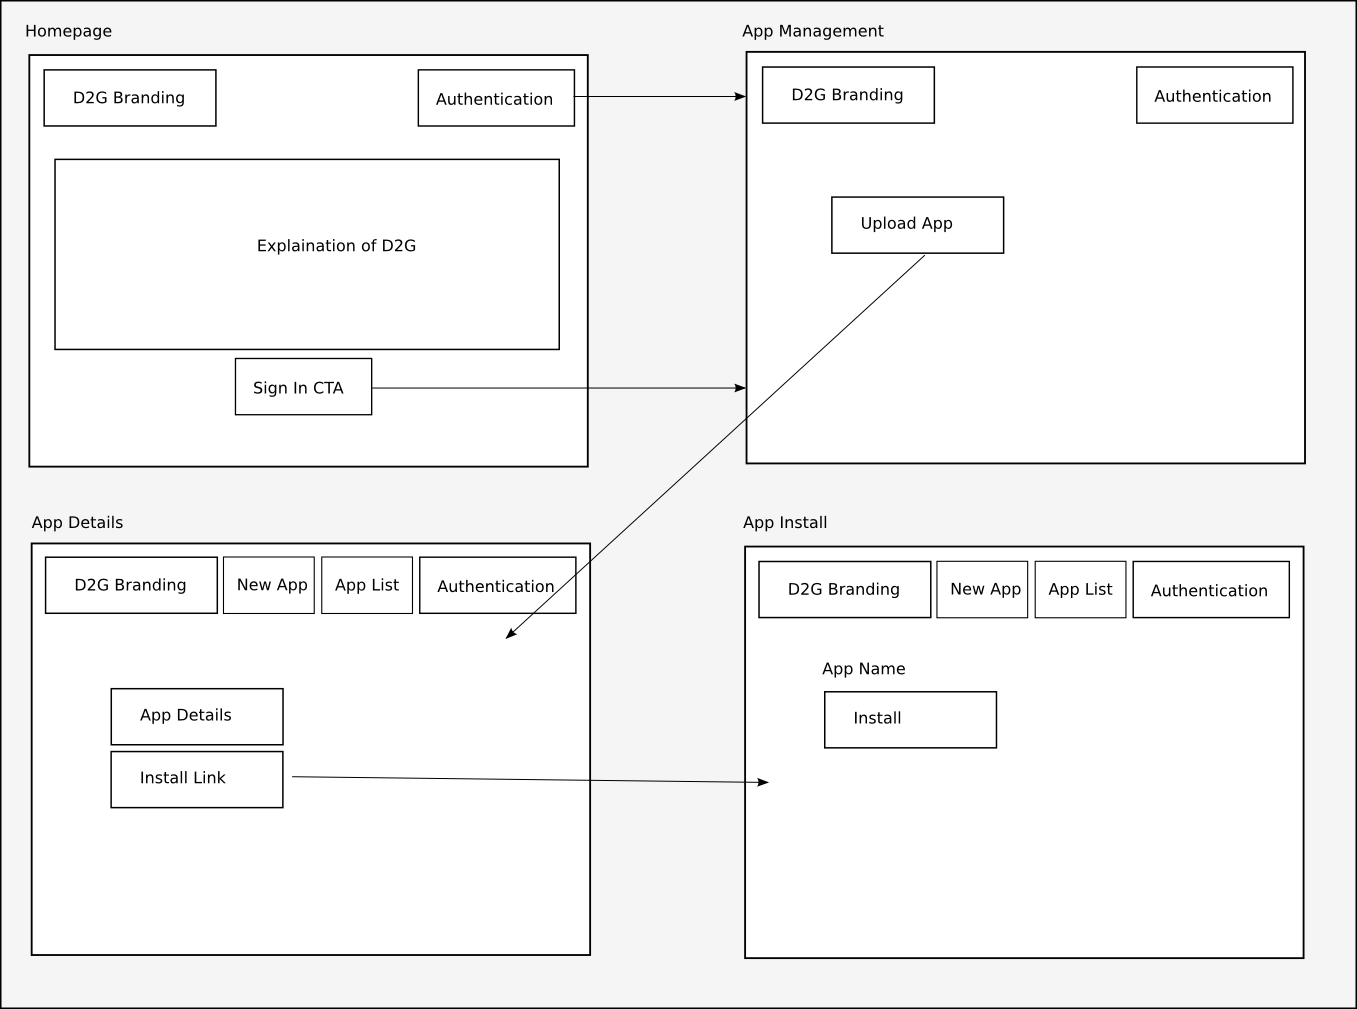 Homepage
D2G Branding
Authentication
Explaination of D2G
Sign In CTA
App Management
D2G Branding
Authentication
Upload App
App Details
D2G Branding
New App
App List
Authentication
App Details
Install Link
App Install
D2G Branding
New App
App List
Authentication
App Name
Install